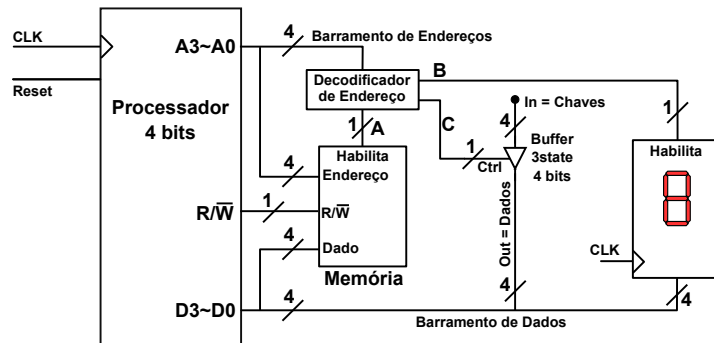 CLK
Reset
Processador
4 bits
A3~A0
R/W̅
D3~D0
4
Barramento de Endereços
Decodificador
de Endereço
B
A
1
C
1
Ctrl
In = Chaves
4
Buffer
3state
4 bits
Out = Dados
4
Habilita
Endereço
R/W̅
Dado
4
1
4
Memória
4
Barramento de Dados
1
Habilita
8
CLK
4